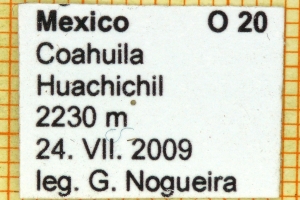 Mexico O 20
Coahuila
Huachichil
2230 m
24. VII. 2009
leg. G. Nogueira